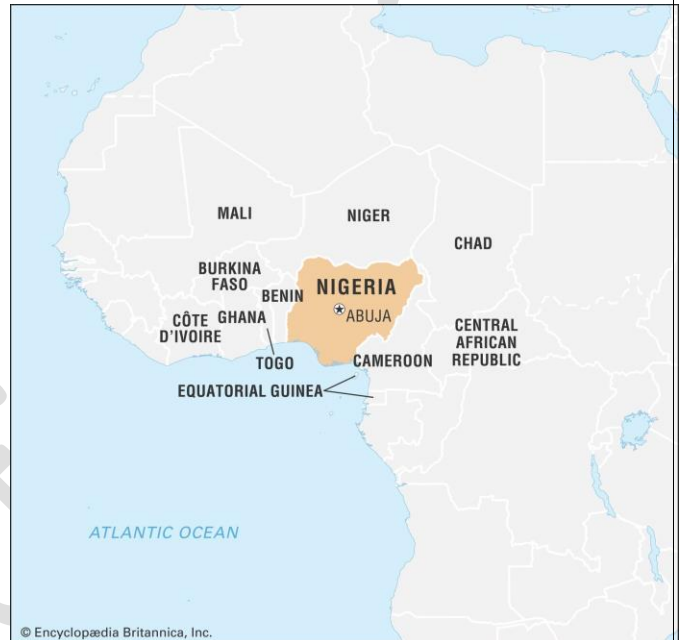 MALI
NIGER
CHAD
BURKINA
FASO
BENIN
NIGERIA
ABUJA
CÔTE
D'IVOIRE
GHANA
TOGO
CAMEROON
CENTRAL
AFRICAN
REPUBLIC
EQUATORIAL GUINEA
ATLANTIC OCEAN
© Encyclopædia Britannica, Inc.